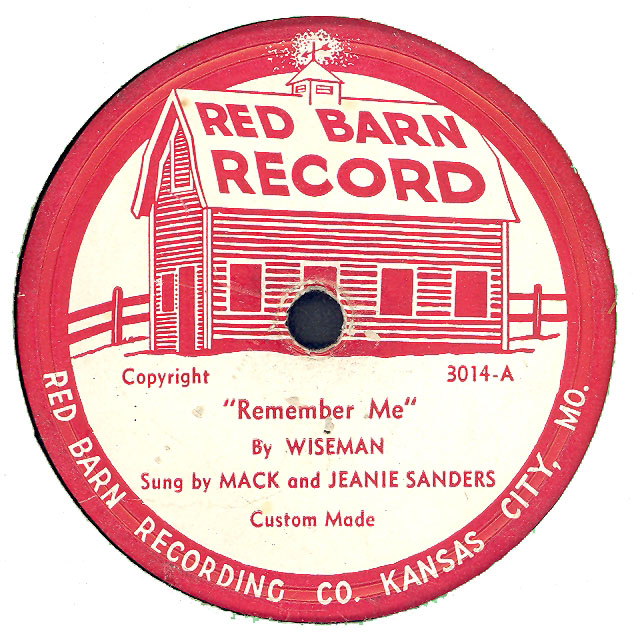 RED BARN
RECORD
Copyright 3014-A
"Remember Me"
By WISEMAN
Sung by MACK and JEANIE SANDERS
Custom Made
RED BARN RECORDING CO. KANSAS CITY, MO.